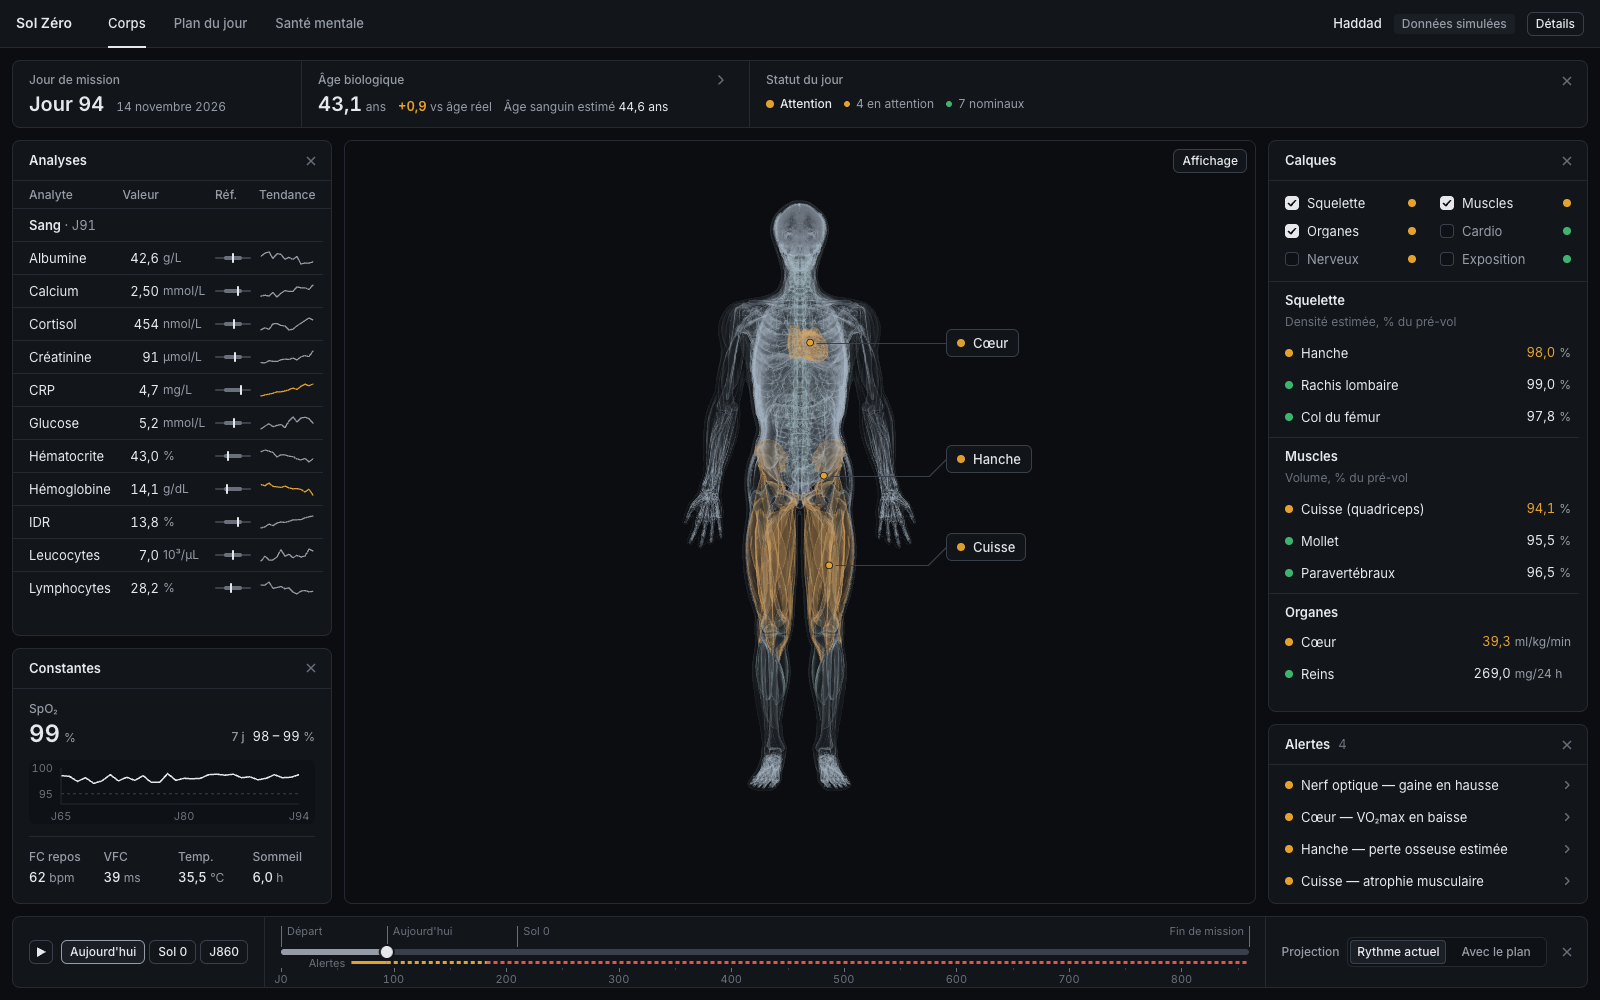 Sol Zéro Corps Plan du jour Santé mentale Haddad Données simulées Détails
Jour de mission
Jour 94 14 novembre 2026
Âge biologique
43,1 ans +0,9 vs âge réel Âge sanguin estimé 44,6 ans
Statut du jour
Attention 4 en attention 7 nominaux
Analyses
Analyte Valeur Réf. Tendance
Sang · J91
Albumine 42,6 g/L
Calcium 2,50 mmol/L
Cortisol 454 nmol/L
Créatinine 91 µmol/L
CRP 4,7 mg/L
Glucose 5,2 mmol/L
Hématocrite 43,0 %
Hémoglobine 14,1 g/dL
IDR 13,8 %
Leucocytes 7,0 10³/µL
Lymphocytes 28,2 %
Constantes
SpO₂
99 % 7 j 98 – 99 %
100
95
J65 J80 J94
FC repos VFC Temp. Sommeil
62 bpm 39 ms 35,5 °C 6,0 h
Affichage
Cœur
Hanche
Cuisse
Calques
Squelette Muscles
Organes Cardio
Nerveux Exposition
Squelette
Densité estimée, % du pré-vol
Hanche 98,0 %
Rachis lombaire 99,0 %
Col du fémur 97,8 %
Muscles
Volume, % du pré-vol
Cuisse (quadriceps) 94,1 %
Mollet 95,5 %
Paravertébraux 96,5 %
Organes
Cœur 39,3 ml/kg/min
Reins 269,0 mg/24 h
Alertes 4
Nerf optique — gaine en hausse
Cœur — VO₂max en baisse
Hanche — perte osseuse estimée
Cuisse — atrophie musculaire
Aujourd'hui Sol 0 J860
Départ Aujourd'hui Sol 0 Fin de mission
Alertes
J0 100 200 300 400 500 600 700 800
Projection Rythme actuel Avec le plan